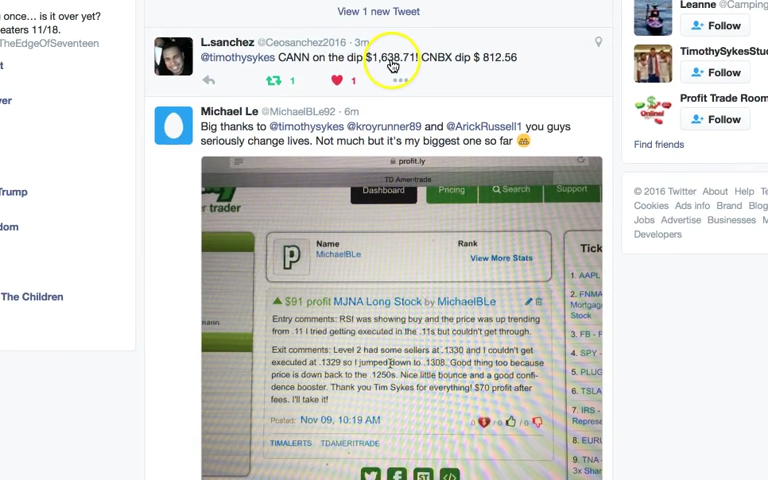 once... is it over yet?
eaters 11/18.
TheEdgeOfSeventeen
Trump
The Children
View 1 new Tweet
L.sanchez @Ceosanchez2016 · 3m
@timothysykes CANN on the dip $1,638.71! CNBX dip $ 812.56
1
1
Michael Le @MichaelBLe92 · 6m
Big thanks to @timothysykes @kroyrunner89 and @ArickRussell1 you guys
seriously change lives. Not much but it's my biggest one so far
profit.ly
TD Ameritrade
r trader
Dashboard
Pricing
Search
Support
Name
MichaelBLe
Rank
View More Stats
$91 profit MJNA Long Stock by MichaelBLe
Entry comments: RSI was showing buy and the price was up trending
from .11 I tried getting executed in the .11s but couldn't get through.
Exit comments: Level 2 had some sellers at .1330 and I couldn't get
executed at .1329 so I jumped down to .1308. Good thing too because
price is down back to the .1250s. Nice little bounce and a good confi-
dence booster. Thank you Tim Sykes for everything! $70 profit after
fees. I'll take it!
Posted: Nov 09, 10:19 AM
0 / 0 / 0
TIMALERTS TDAMERITRADE
Tick
1. AAPL
2. FNMA
Mortgag
Stock
3. FB - F
4. SPY -
5. PLUG
6. TSLA
7. IRS -
Represe
8. EURU
9. TNA
3x Shar
Leanne @Camping
Follow
TimothySykesStu
Follow
Profit Trade Room
Online!
Follow
Find friends
© 2016 Twitter About Help Te
Cookies Ads info Brand Blog
Jobs Advertise Businesses M
Developers